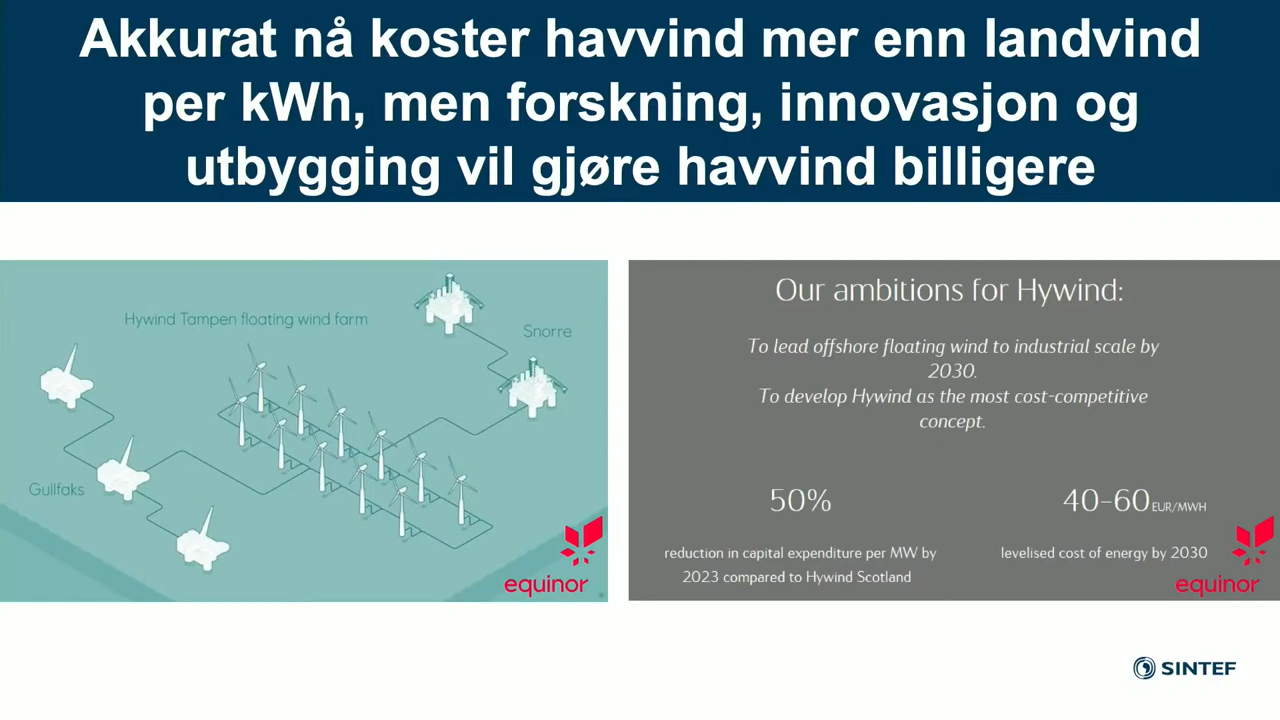 Akkurat nå koster havvind mer enn landvind
per kWh, men forskning, innovasjon og
utbygging vil gjøre havvind billigere
Hywind Tampen floating wind farm
Snorre
Gullfaks
equinor
Our ambitions for Hywind:
To lead offshore floating wind to industrial scale by
2030.
To develop Hywind as the most cost-competitive
concept.
50%
reduction in capital expenditure per MW by
2023 compared to Hywind Scotland
40-60 EUR/MWH
levelised cost of energy by 2030
equinor
SINTEF